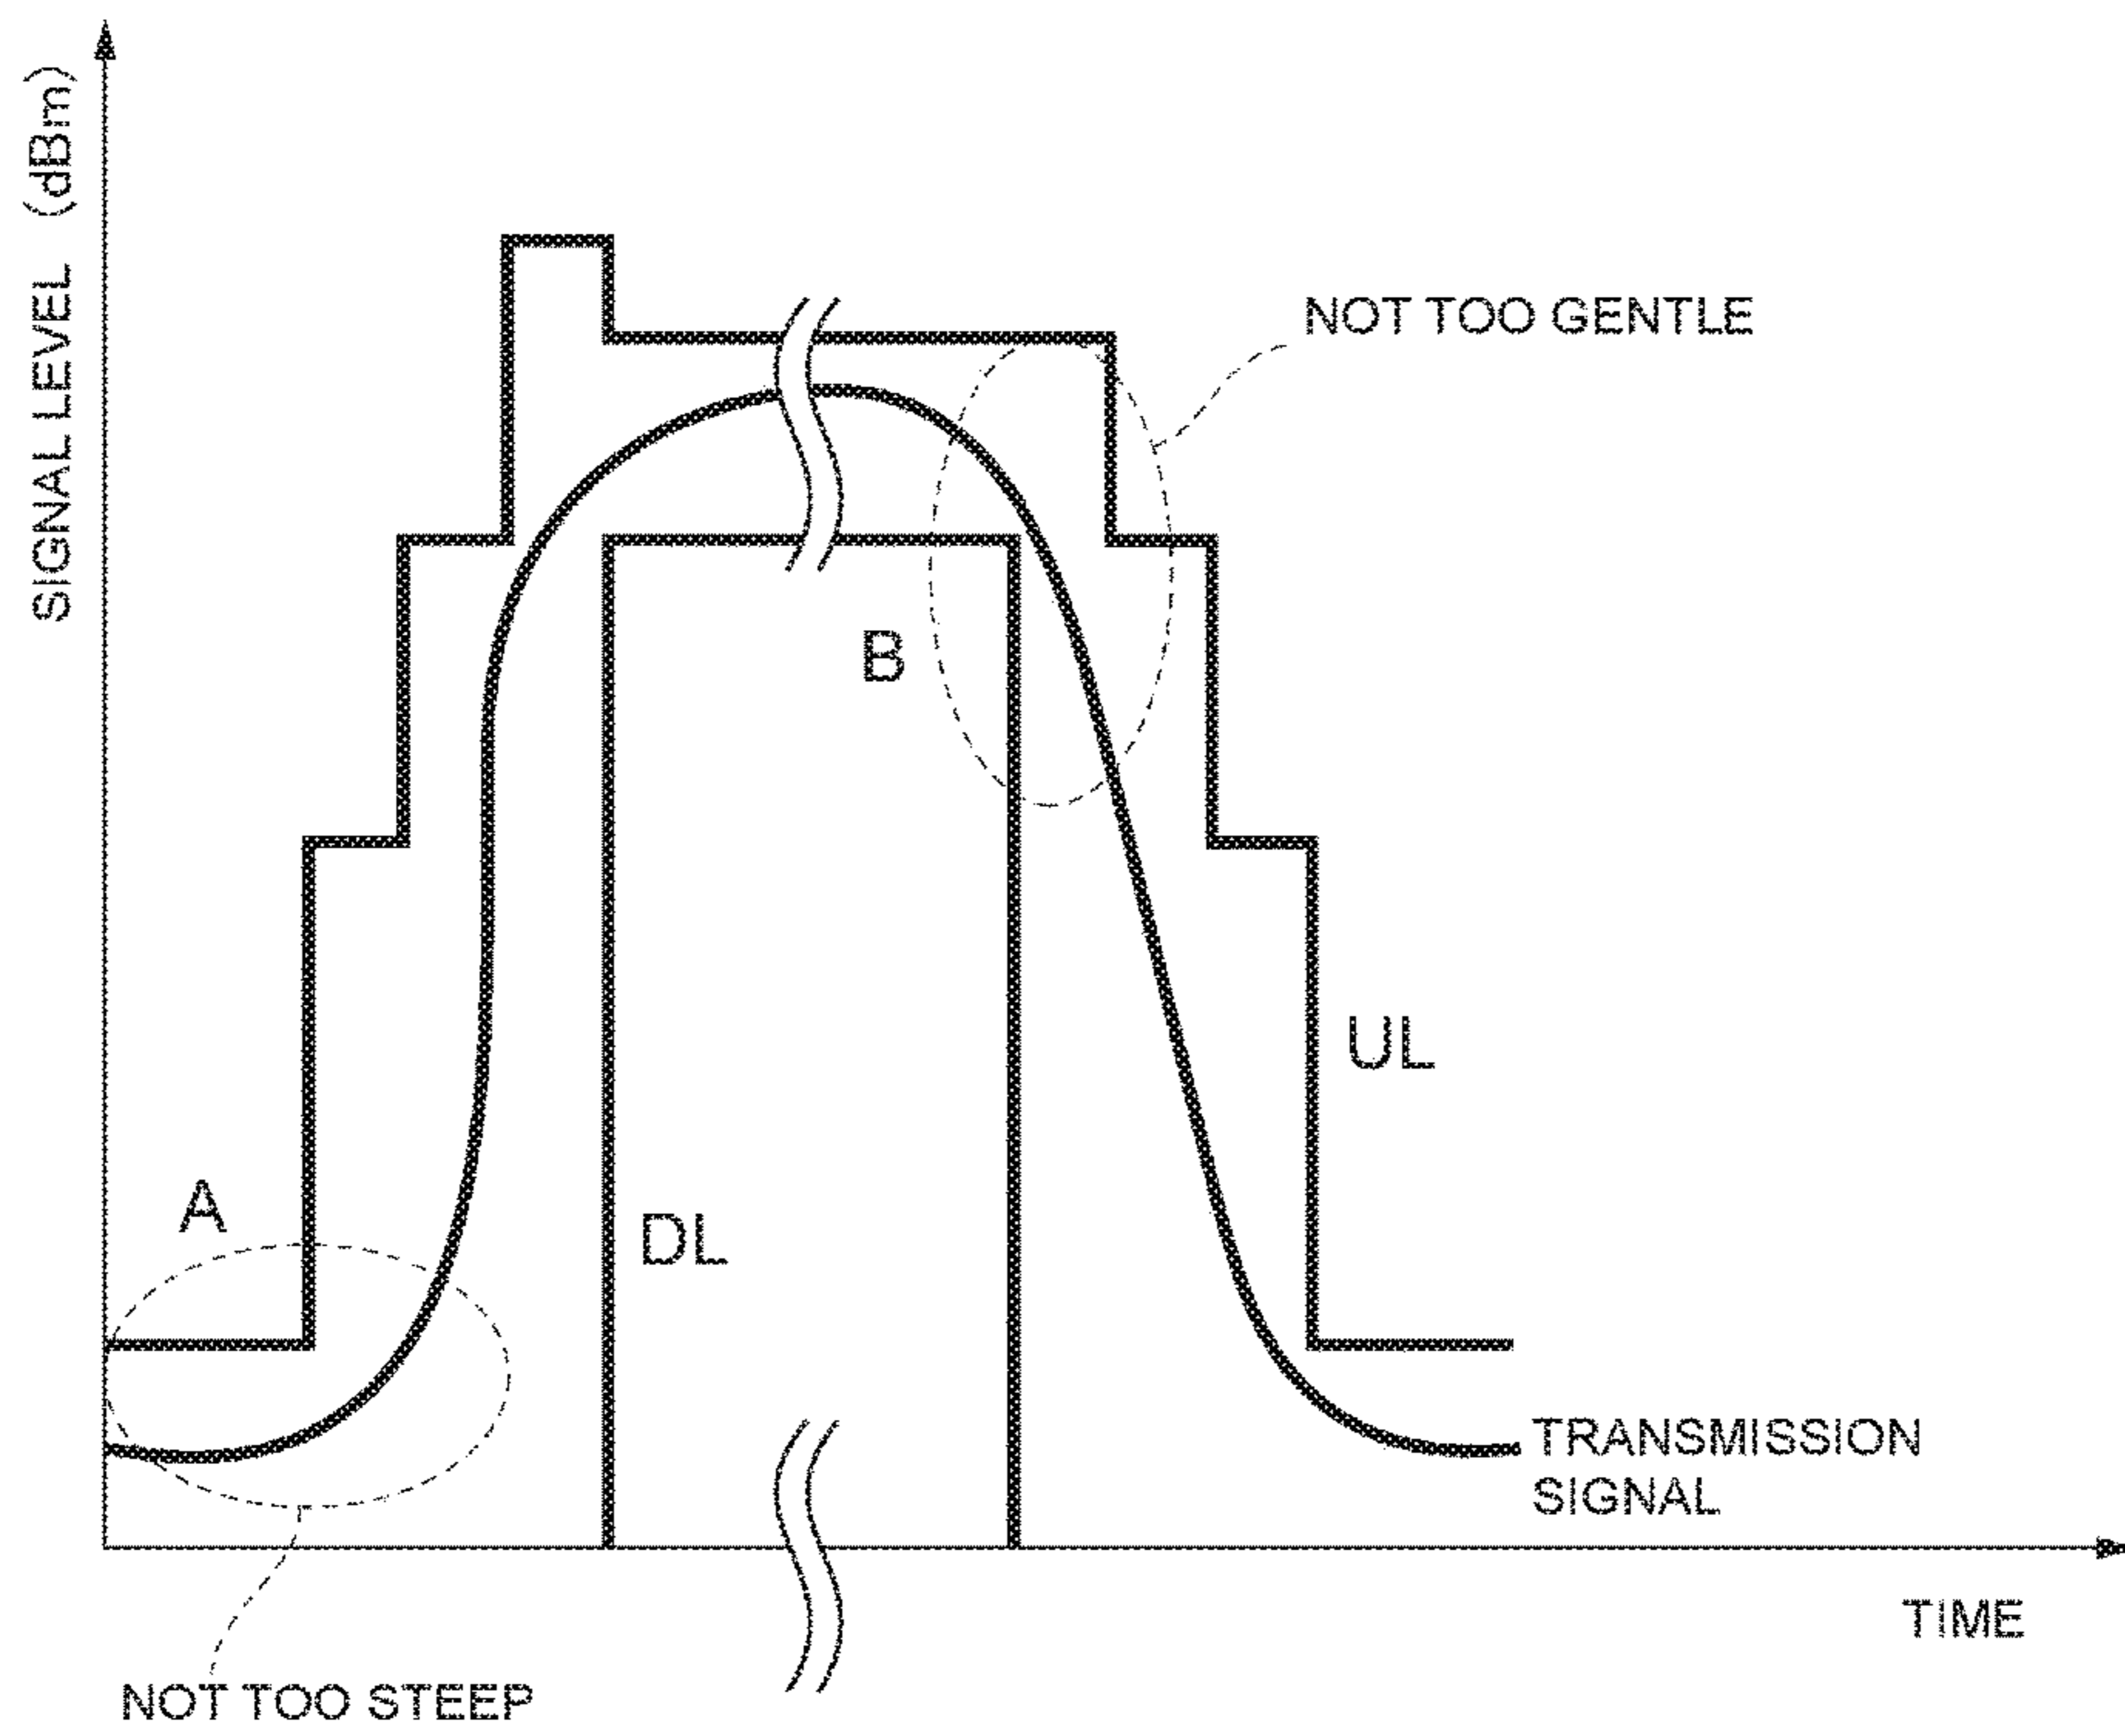 SIGNAL LEVEL (dBm)
NOT TOO GENTLE
B
UL
A
DL
TRANSMISSION
SIGNAL
TIME
NOT TOO STEEP